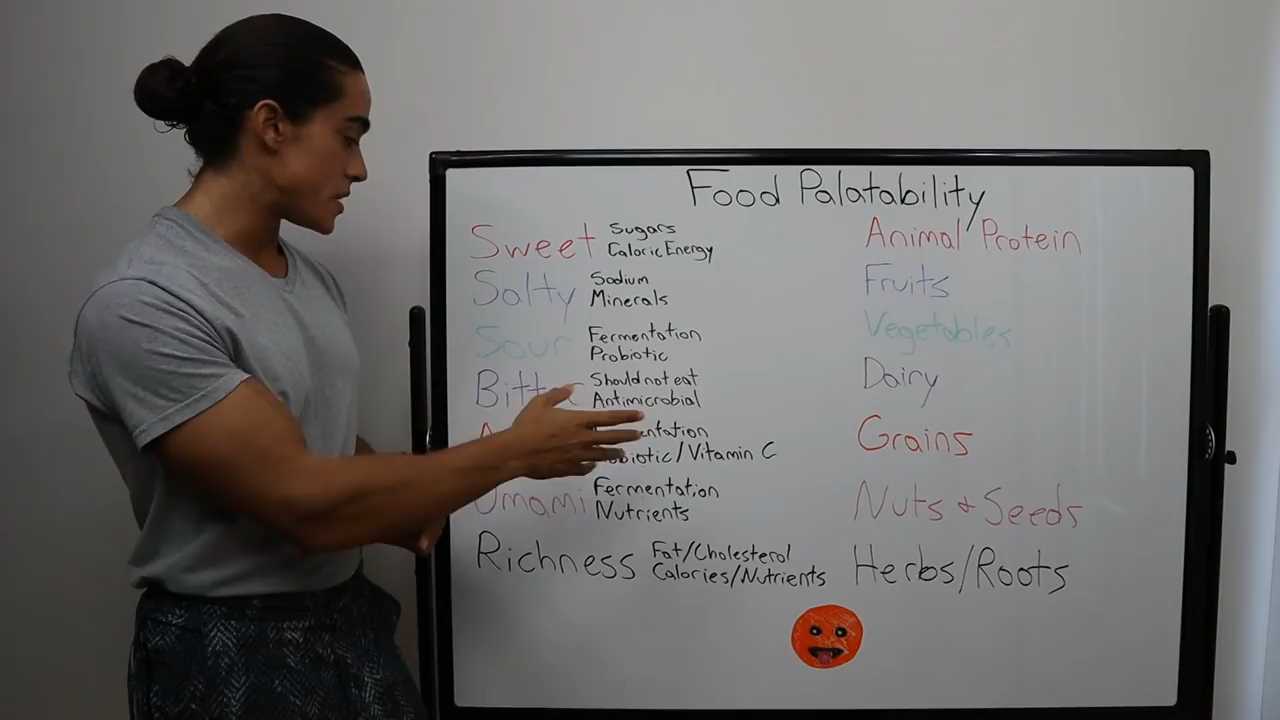 Food Palatability
Sweet
Sugars
Caloric Energy
Salty
Sodium
Minerals
Sour
Fermentation
Probiotic
Should not eat
Antimicrobial
/Vitamin C
Umami
Fermentation
Nutrients
Richness
Fat/Cholesterol
Calories/Nutrients
Animal Protein
Fruits
Vegetables
Dairy
Grains
Nuts + Seeds
Herbs/Roots